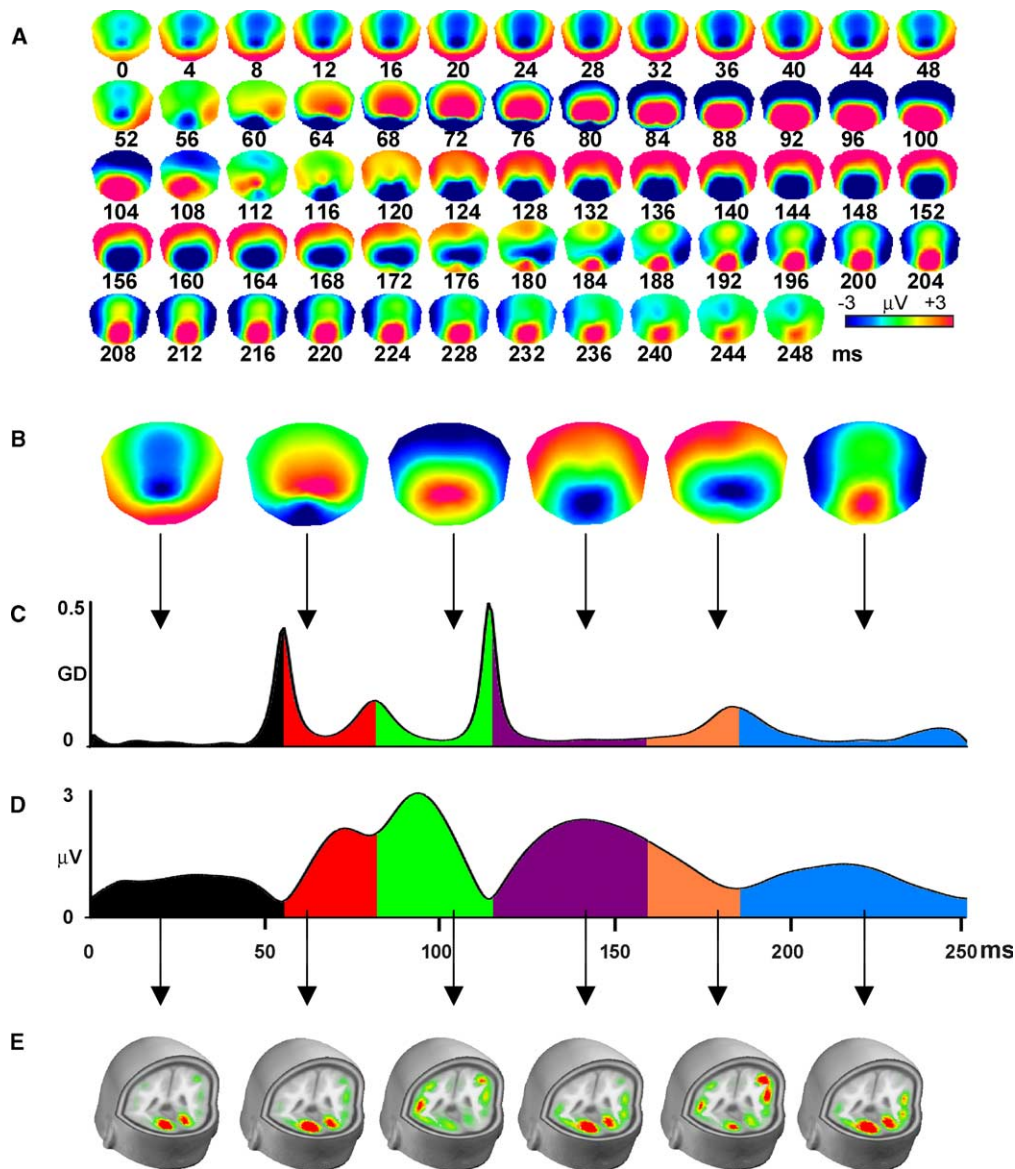 A
0 4 8 12 16 20 24 28 32 36 40 44 48
52 56 60 64 68 72 76 80 84 88 92 96 100
104 108 112 116 120 124 128 132 136 140 144 148 152
156 160 164 168 172 176 180 184 188 192 196 200 204
-3 μV +3
208 212 216 220 224 228 232 236 240 244 248 ms
B
C
0.5
GD
0
D
3
μV
0
0 50 100 150 200 250 ms
E